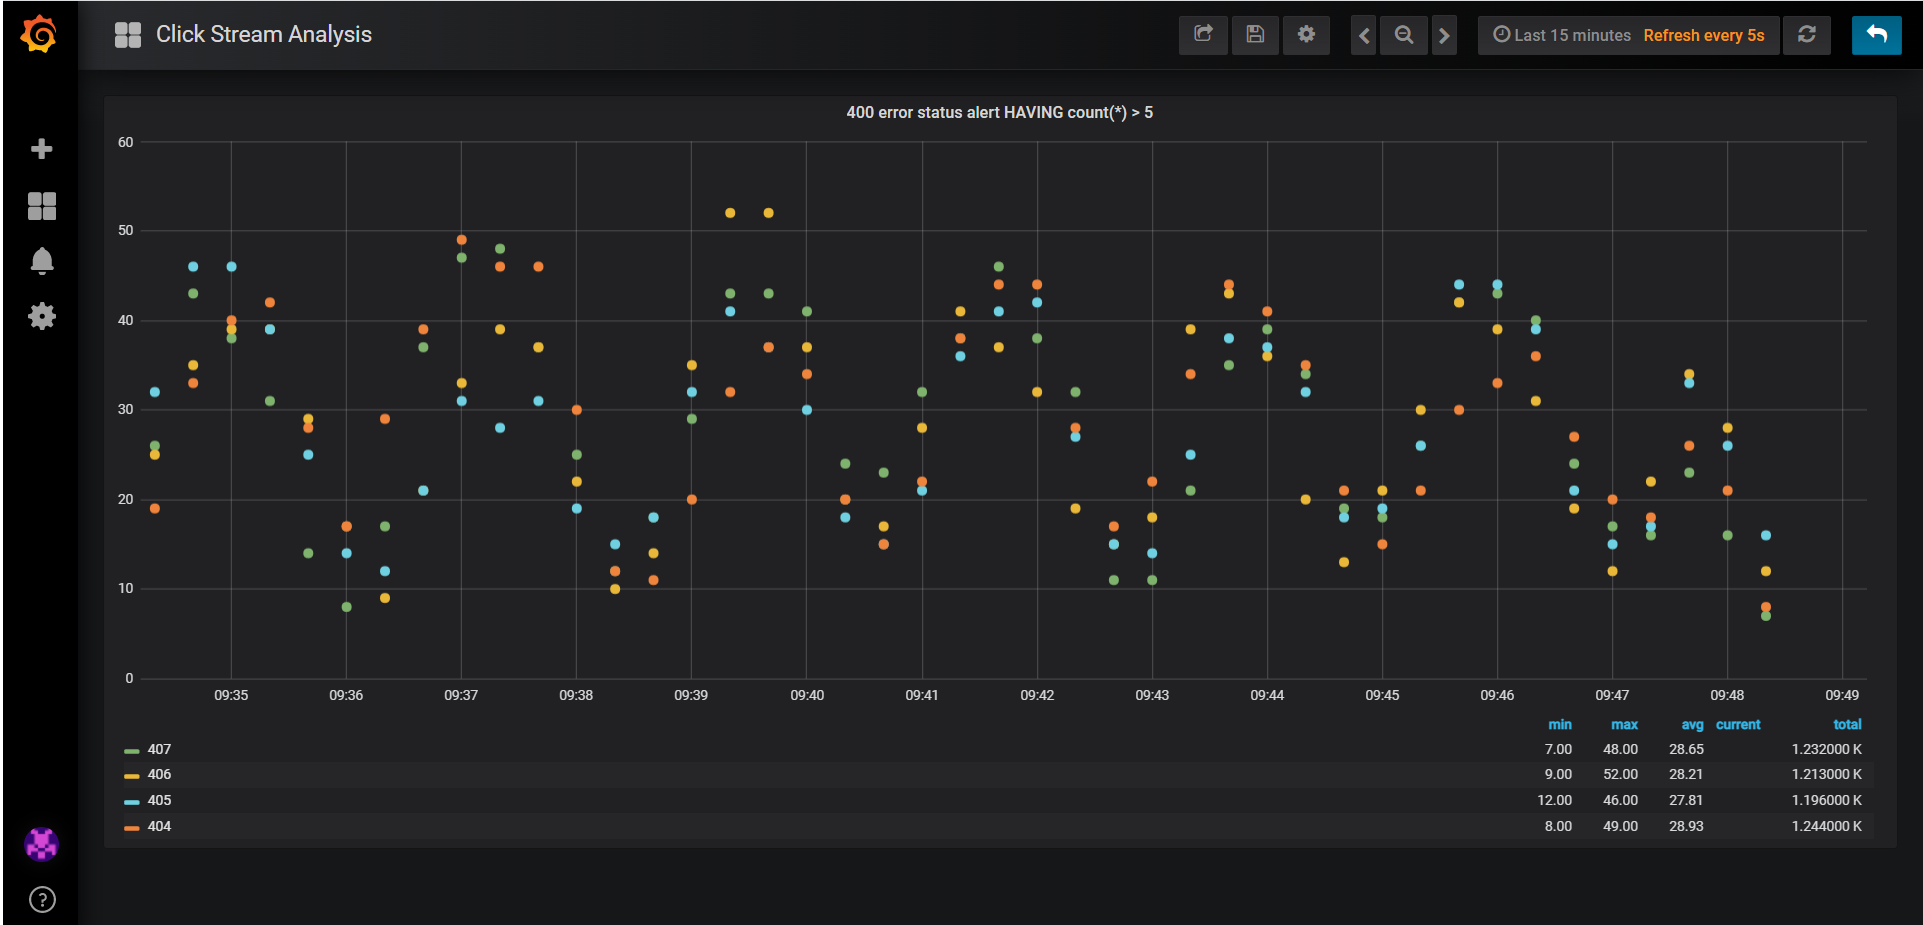 Click Stream Analysis
Last 15 minutes Refresh every 5s
400 error status alert HAVING count(*) > 5
60
50
40
30
20
10
0
09:35 09:36 09:37 09:38 09:39 09:40 09:41 09:42 09:43 09:44 09:45 09:46 09:47 09:48 09:49
min max avg current total
407 7.00 48.00 28.65 1.232000 K
406 9.00 52.00 28.21 1.213000 K
405 12.00 46.00 27.81 1.196000 K
404 8.00 49.00 28.93 1.244000 K
?